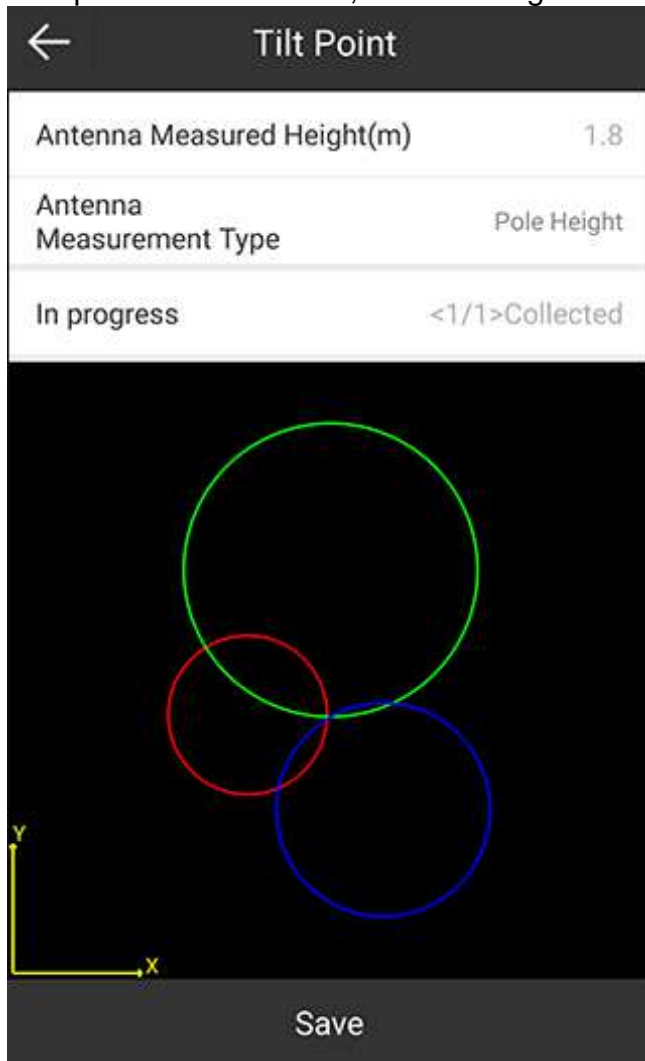 Tilt Point
Antenna Measured Height(m) 1.8
Antenna
Measurement Type Pole Height
In progress <1/1>Collected
Y
X
Save